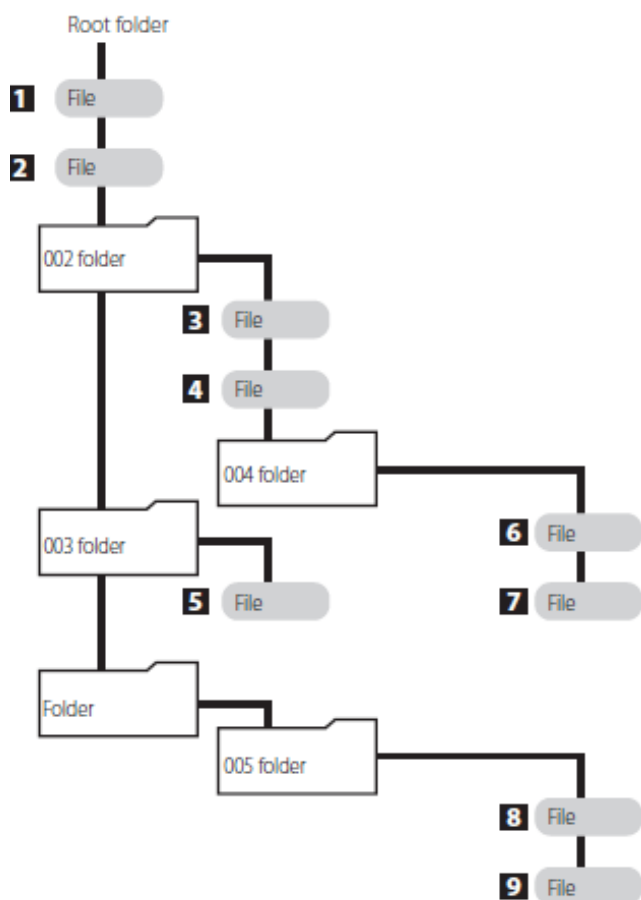 Root folder
1 File
2 File
002 folder
3 File
4 File
004 folder
003 folder
6 File
5 File
7 File
Folder
005 folder
8 File
9 File